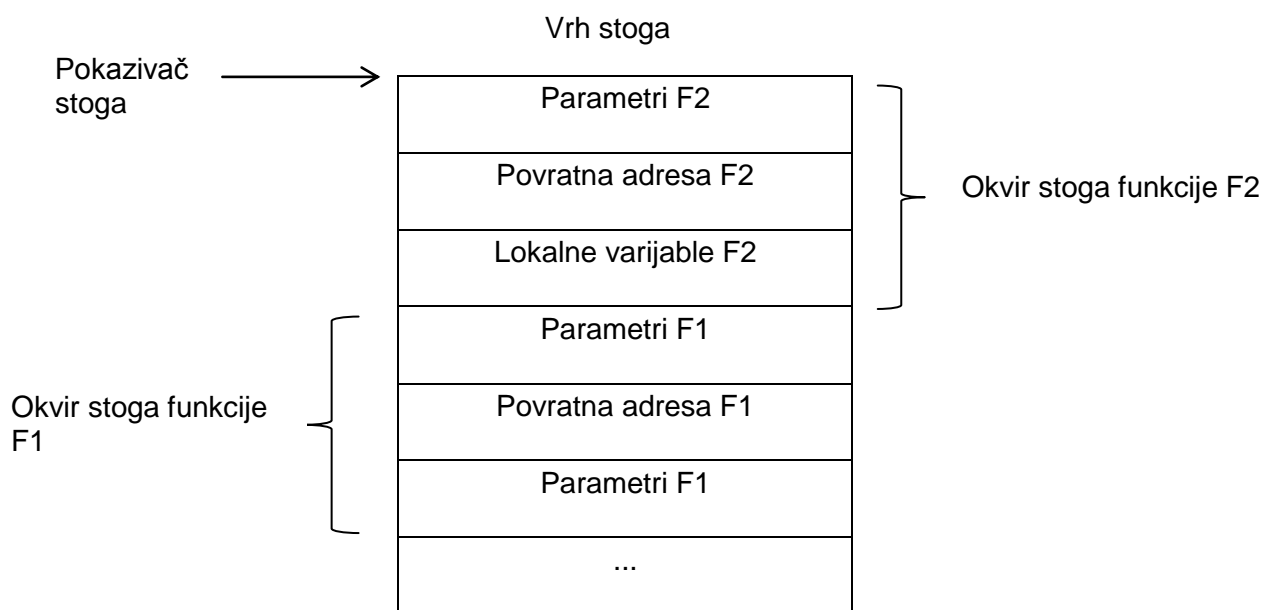 Vrh stoga
Pokazivač
stoga
Parametri F2
Povratna adresa F2
Lokalne varijable F2
Okvir stoga funkcije F2
Parametri F1
Povratna adresa F1
Parametri F1
Okvir stoga funkcije
F1
...